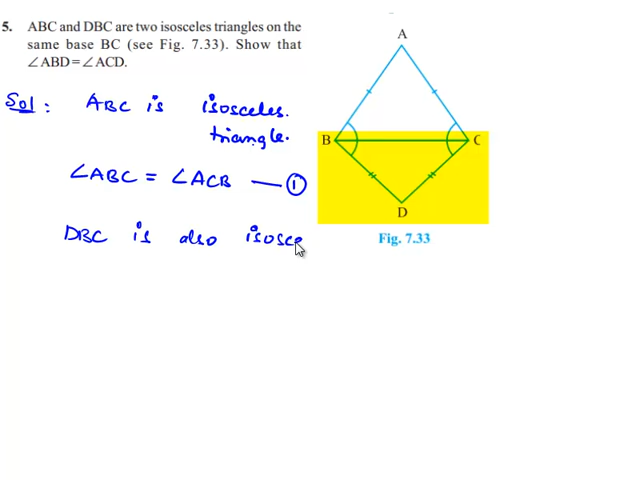 5. ABC and DBC are two isosceles triangles on the
same base BC (see Fig. 7.33). Show that
∠ABD = ∠ACD.
Sol: ABC is isosceles.
triangle.
∠ABC = ∠ACB — ①
DBC is also isosce
A
B
C
D
Fig. 7.33